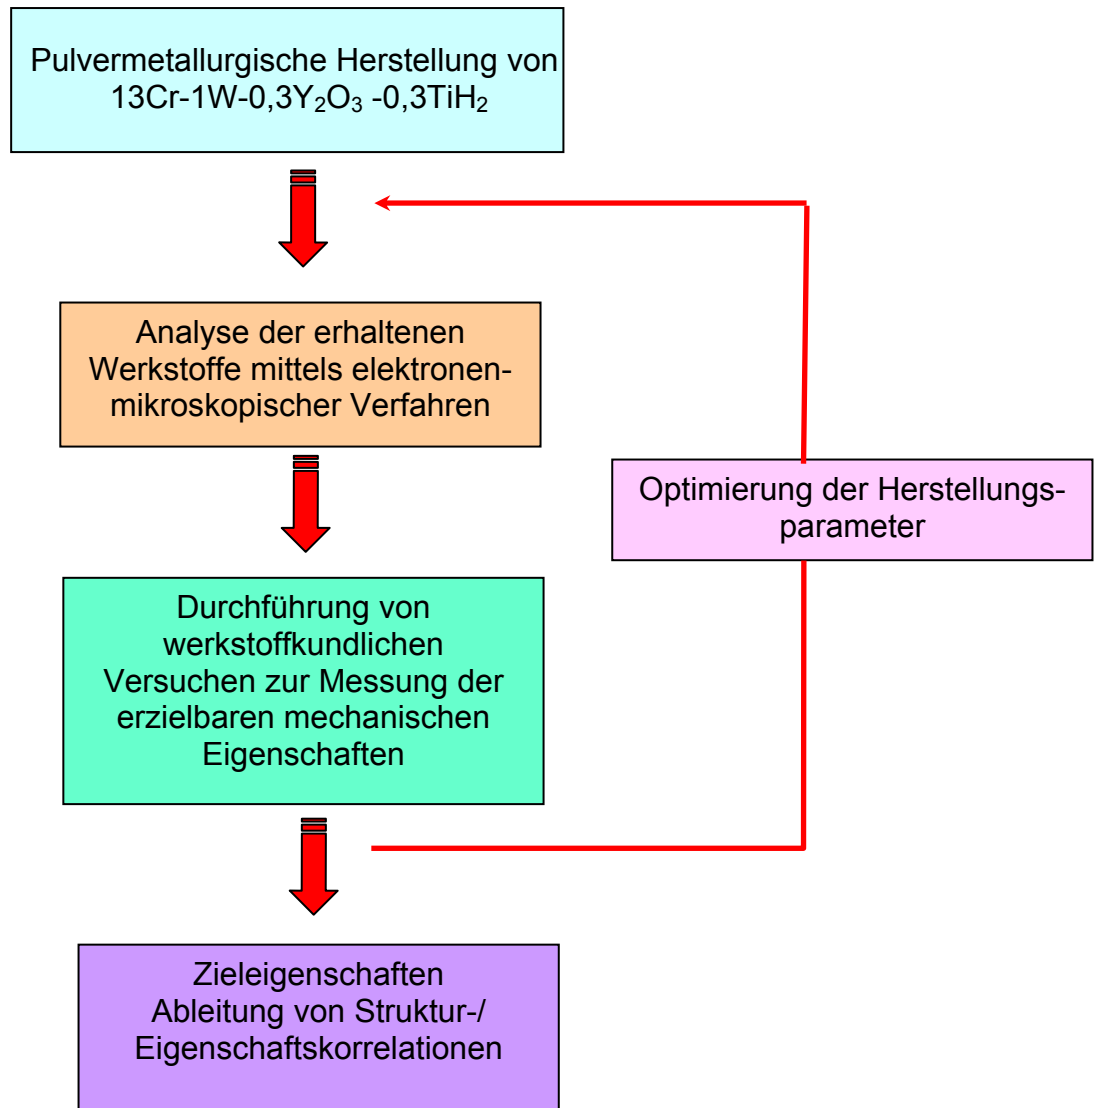 Pulvermetallurgische Herstellung von
13Cr-1W-0,3Y₂O₃ -0,3TiH₂
Analyse der erhaltenen
Werkstoffe mittels elektronen-
mikroskopischer Verfahren
Optimierung der Herstellungs-
parameter
Durchführung von
werkstoffkundlichen
Versuchen zur Messung der
erzielbaren mechanischen
Eigenschaften
Zieleigenschaften
Ableitung von Struktur-/
Eigenschaftskorrelationen